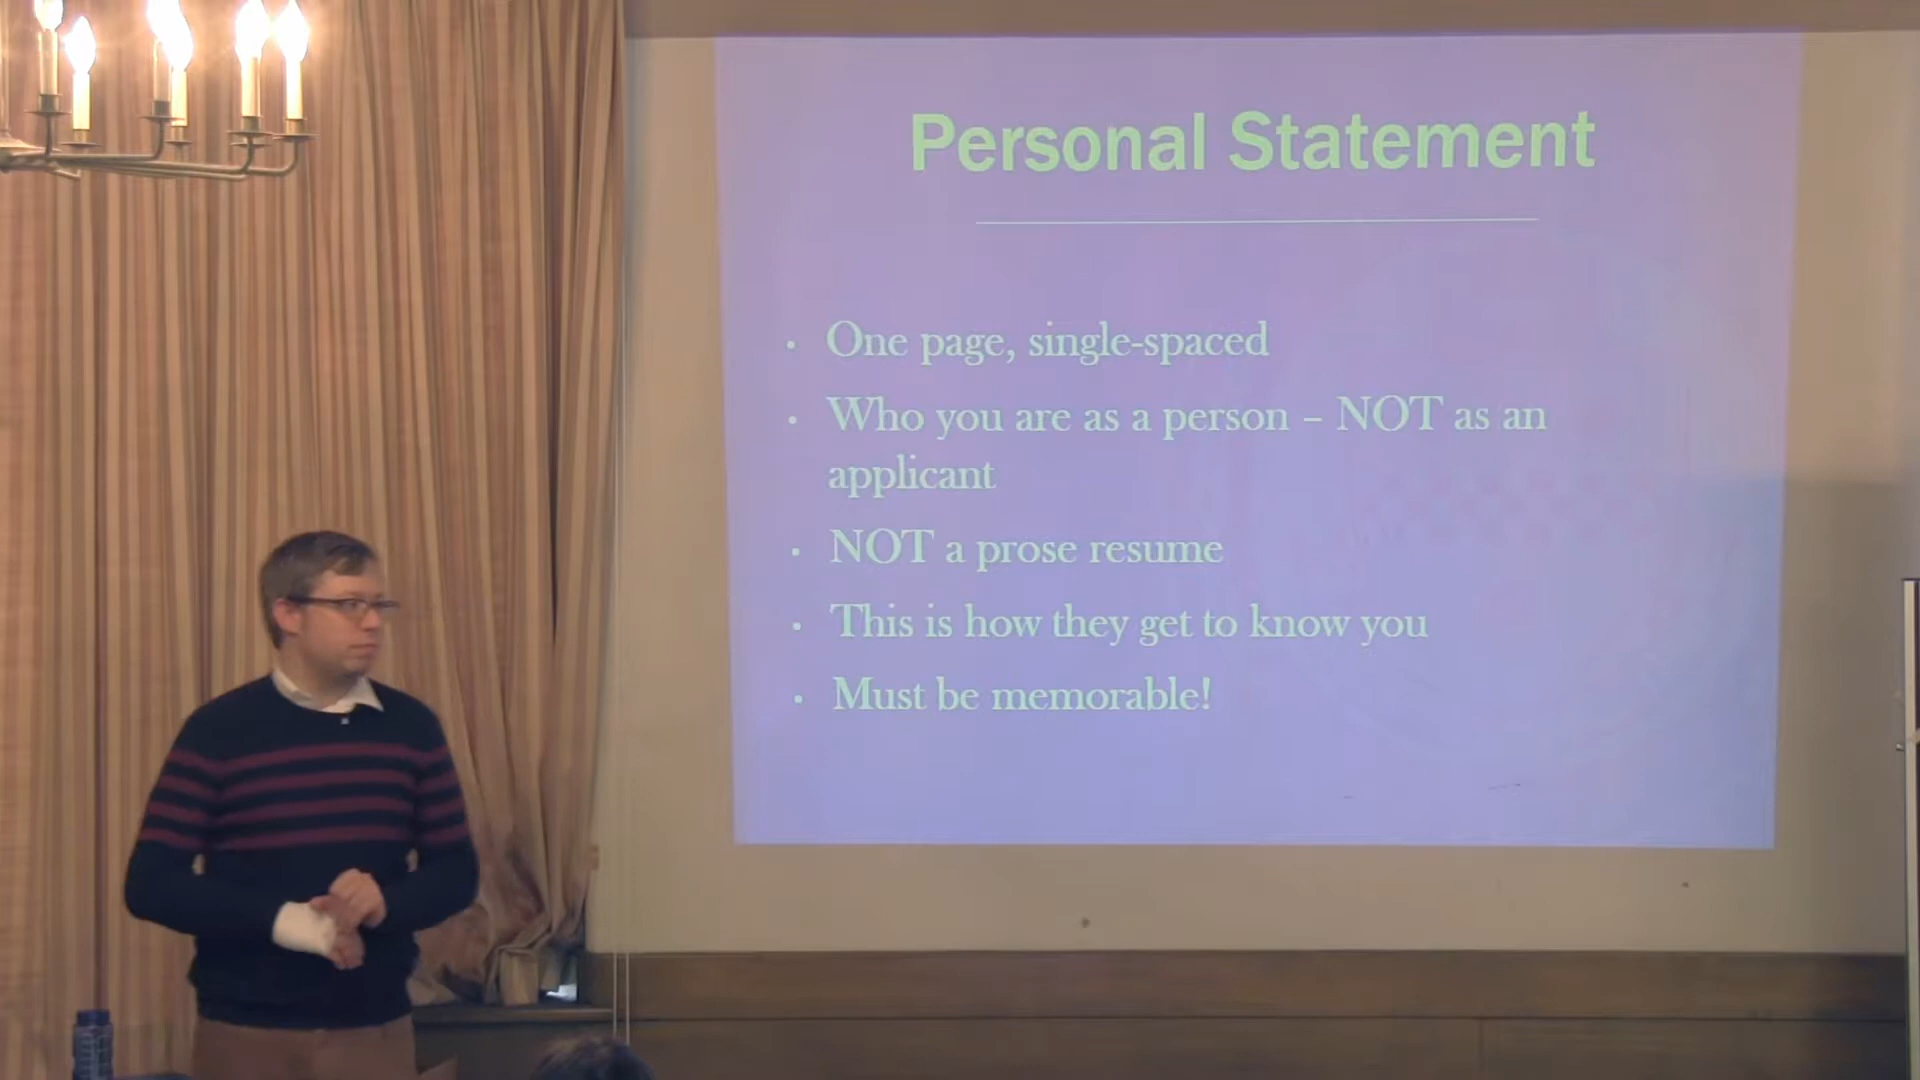 Personal Statement
• One page, single-spaced
• Who you are as a person – NOT as an
applicant
• NOT a prose resume
• This is how they get to know you
• Must be memorable!